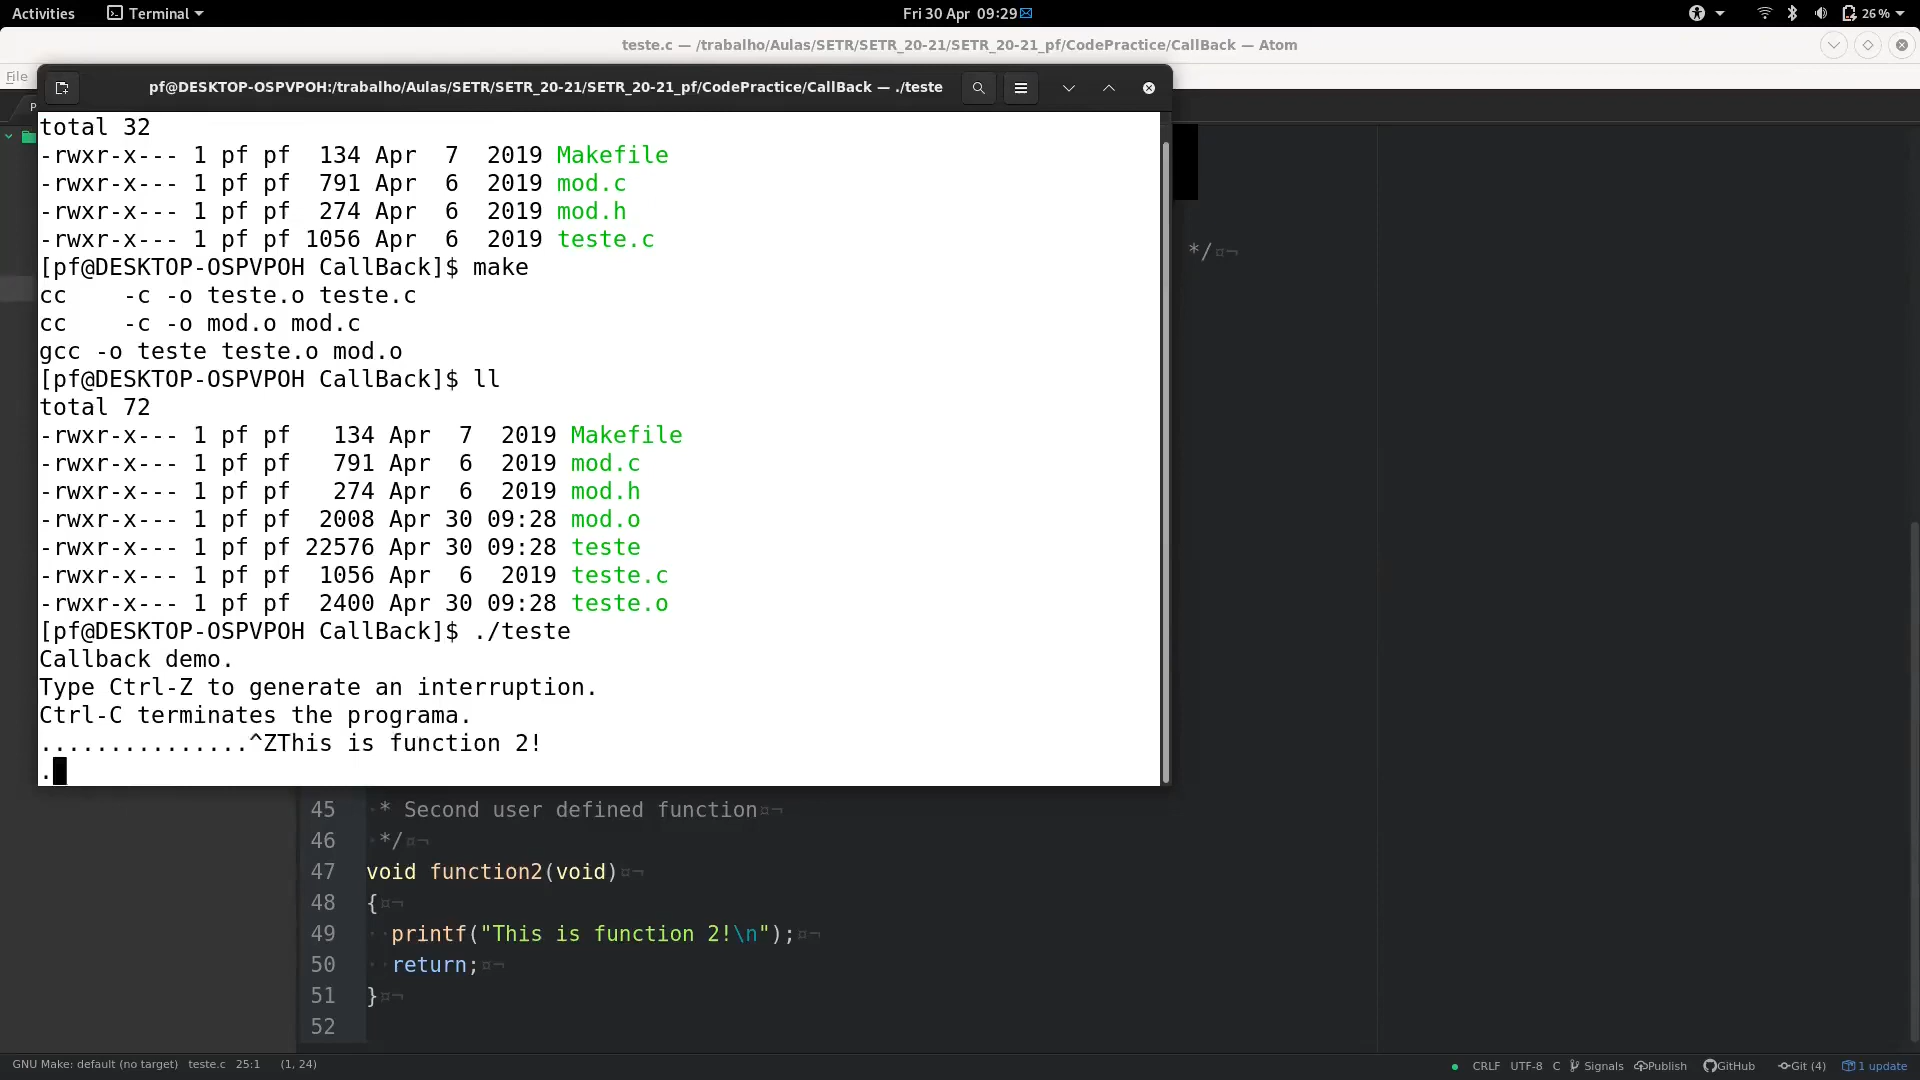 Activities Terminal Fri 30 Apr 09:29 26%
teste.c — /trabalho/Aulas/SETR/SETR_20-21/SETR_20-21_pf/CodePractice/CallBack — Atom
File
pf@DESKTOP-OSPVPOH:/trabalho/Aulas/SETR/SETR_20-21/SETR_20-21_pf/CodePractice/CallBack — ./teste
P
total 32
-rwxr-x--- 1 pf pf  134 Apr  7  2019 Makefile
-rwxr-x--- 1 pf pf  791 Apr  6  2019 mod.c
-rwxr-x--- 1 pf pf  274 Apr  6  2019 mod.h
-rwxr-x--- 1 pf pf 1056 Apr  6  2019 teste.c
*/¤¬
[pf@DESKTOP-OSPVPOH CallBack]$ make
cc    -c -o teste.o teste.c
cc    -c -o mod.o mod.c
gcc -o teste teste.o mod.o
[pf@DESKTOP-OSPVPOH CallBack]$ ll
total 72
-rwxr-x--- 1 pf pf   134 Apr  7  2019 Makefile
-rwxr-x--- 1 pf pf   791 Apr  6  2019 mod.c
-rwxr-x--- 1 pf pf   274 Apr  6  2019 mod.h
-rwxr-x--- 1 pf pf  2008 Apr 30 09:28 mod.o
-rwxr-x--- 1 pf pf 22576 Apr 30 09:28 teste
-rwxr-x--- 1 pf pf  1056 Apr  6  2019 teste.c
-rwxr-x--- 1 pf pf  2400 Apr 30 09:28 teste.o
[pf@DESKTOP-OSPVPOH CallBack]$ ./teste
Callback demo.
Type Ctrl-Z to generate an interruption.
Ctrl-C terminates the programa.
...............^ZThis is function 2!
.
45 ·* Second user defined function¤¬
46 ·*/¤¬
47 void function2(void)¤¬
48 {¤¬
49 ··printf("This is function 2!\n");¤¬
50 ··return;¤¬
51 }¤¬
52
GNU Make: default (no target) teste.c 25:1 (1, 24) CRLF UTF-8 C Signals Publish GitHub Git (4) 1 update